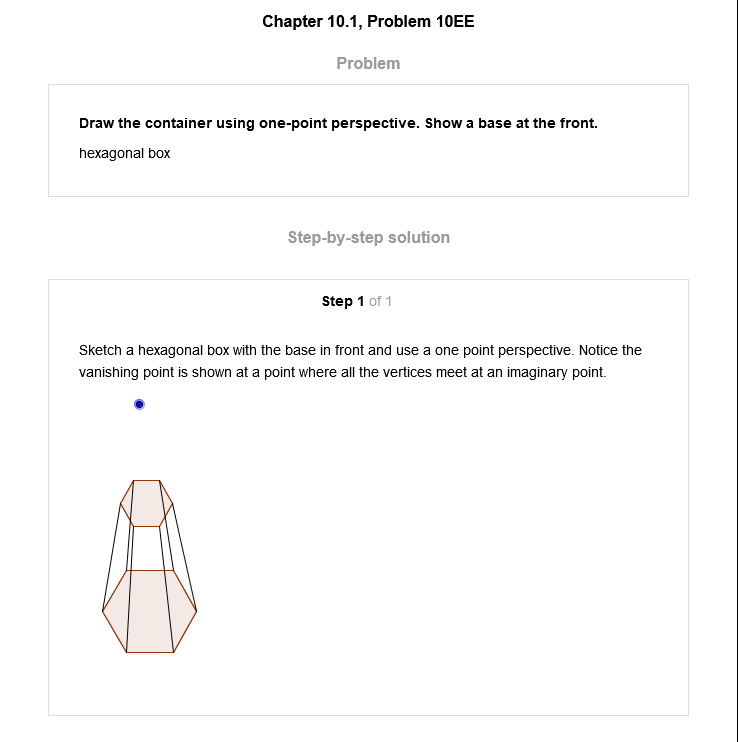 Chapter 10.1, Problem 10EE
Problem
Draw the container using one-point perspective. Show a base at the front.
hexagonal box
Step-by-step solution
Step 1 of 1
Sketch a hexagonal box with the base in front and use a one point perspective. Notice the
vanishing point is shown at a point where all the vertices meet at an imaginary point.